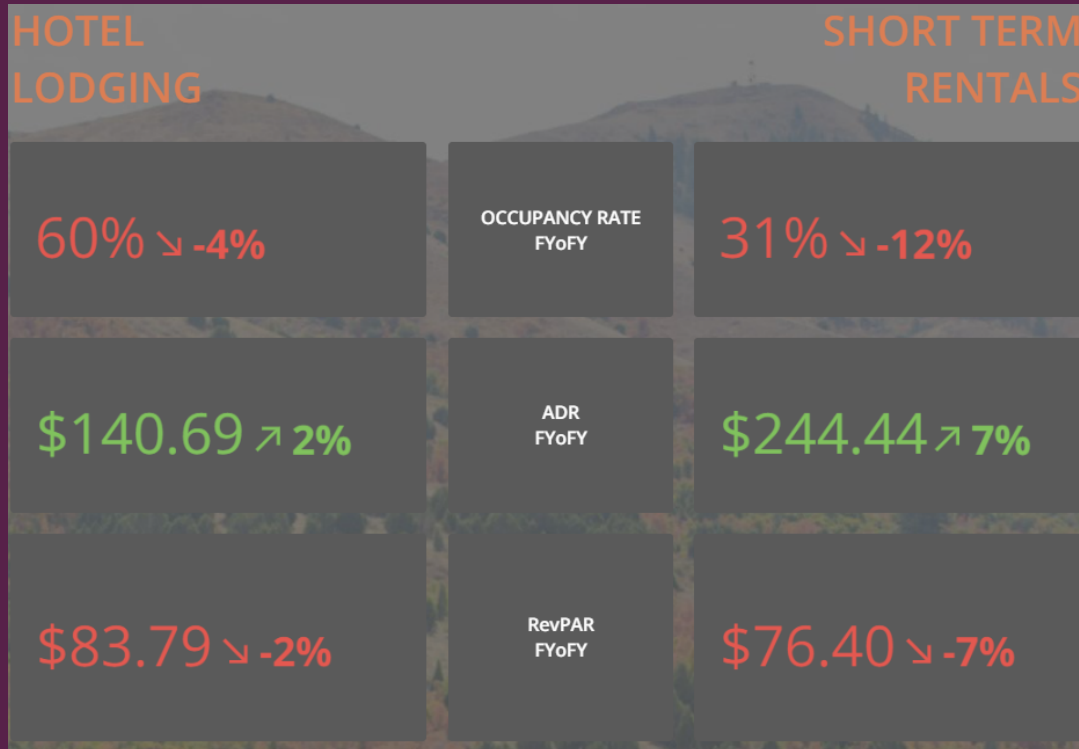 HOTEL
LODGING
SHORT TERM
RENTALS
60% ↘ -4%
OCCUPANCY RATE
FYoFY
31% ↘ -12%
$140.69 ↗ 2%
ADR
FYoFY
$244.44 ↗ 7%
$83.79 ↘ -2%
RevPAR
FYoFY
$76.40 ↘ -7%